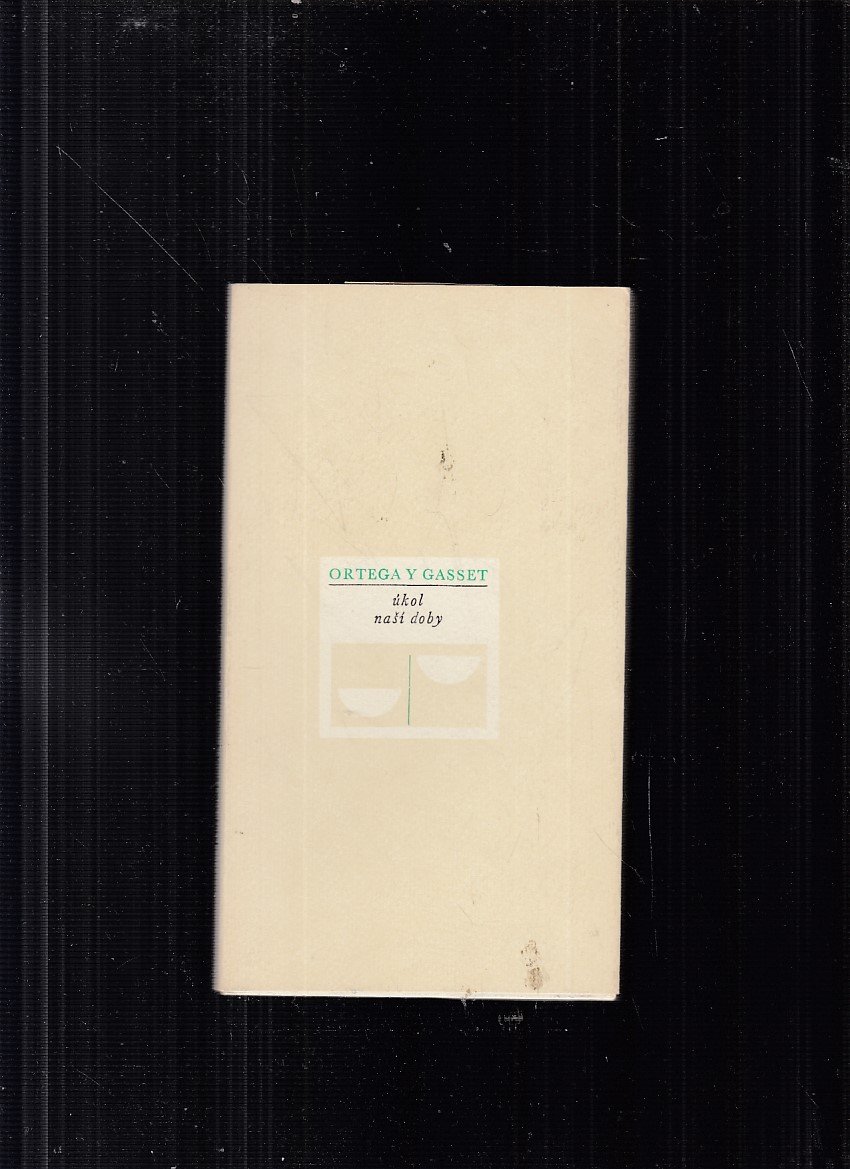 ORTEGA Y GASSET
úkol
naší doby